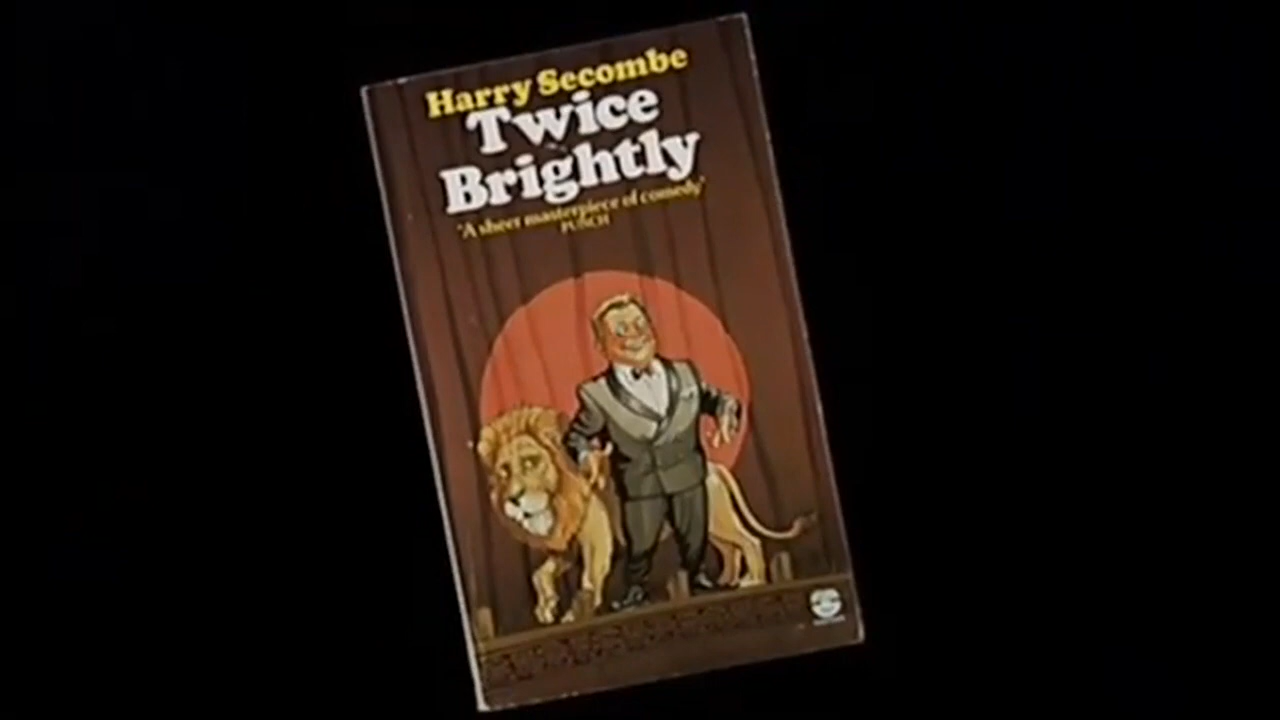 Harry Secombe
Twice
Brightly
'A sheer masterpiece of comedy'
PUNCH